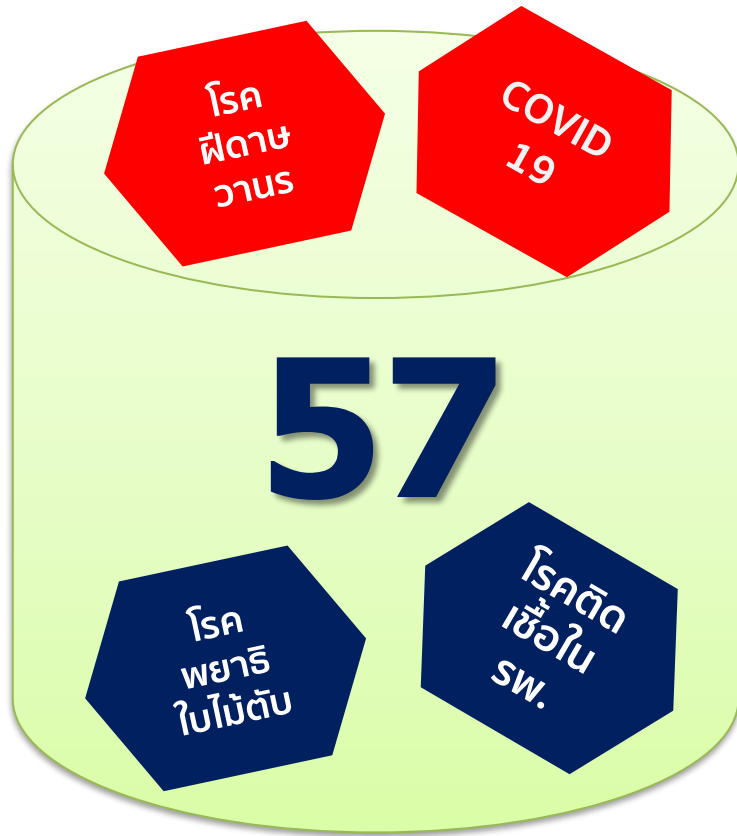 โรค
ฝีดาษ
วานร
COVID
19
57
โรค
พยาธิ
ใบไม้ตับ
โรคติด
เชื้อใน
รพ.